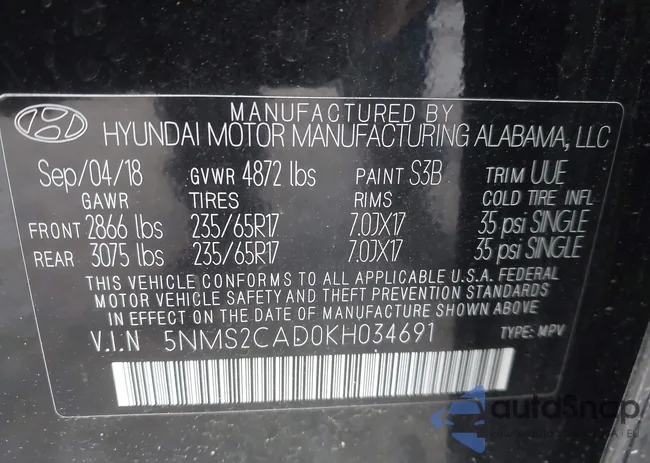 MANUFACTURED BY
HYUNDAI MOTOR MANUFACTURING ALABAMA, LLC
Sep/04/18 GVWR 4872 lbs PAINT S3B TRIM UUE
GAWR TIRES RIMS COLD TIRE INFL
FRONT 2866 lbs 235/65R17 7.0JX17 35 psi SINGLE
REAR 3075 lbs 235/65R17 7.0JX17 35 psi SINGLE
THIS VEHICLE CONFORMS TO ALL APPLICABLE U.S.A. FEDERAL
MOTOR VEHICLE SAFETY AND THEFT PREVENTION STANDARDS
IN EFFECT ON THE DATE OF MANUFACTURE SHOWN ABOVE
V.I.N 5NMS2CAD0KH034691 TYPE: MPV
autoSnap